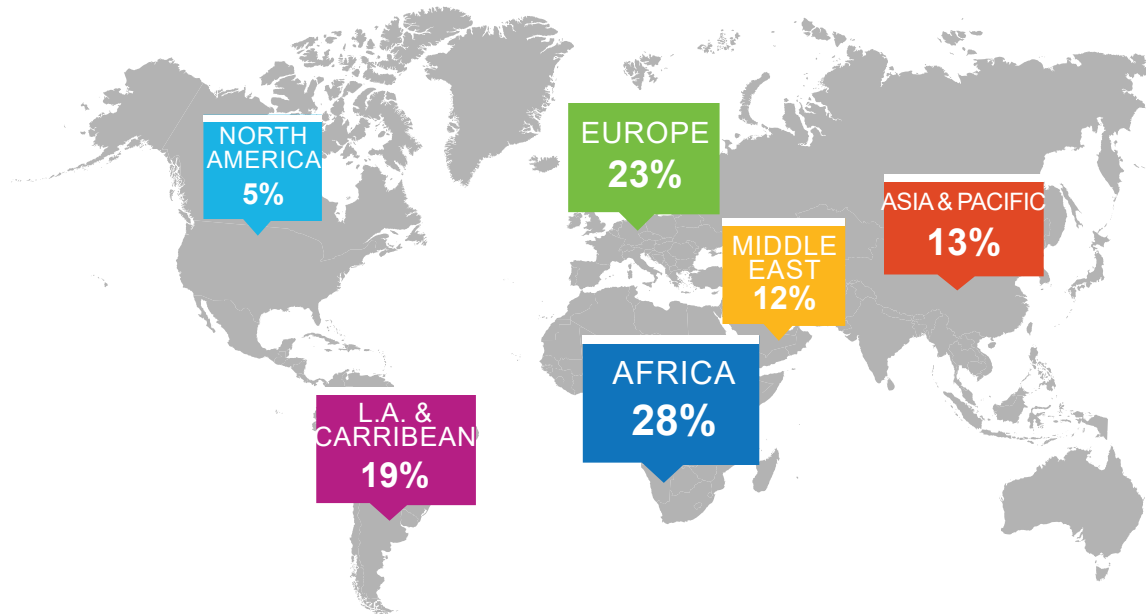 NORTH
AMERICA
5%
EUROPE
23%
ASIA & PACIFIC
13%
MIDDLE
EAST
12%
AFRICA
28%
L.A. &
CARRIBEAN
19%